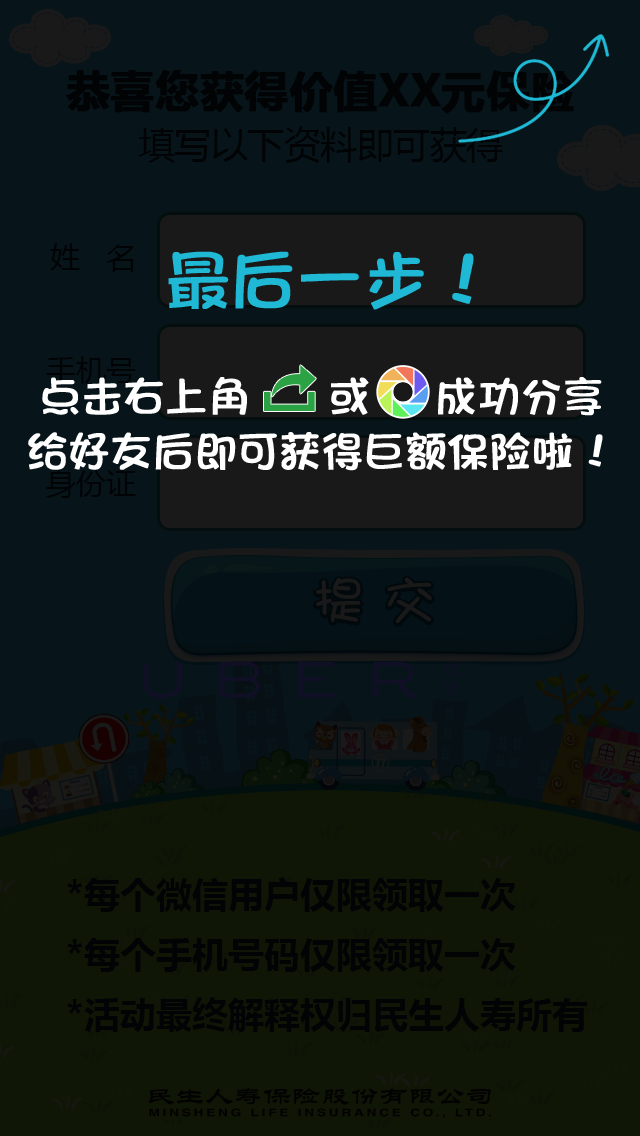 恭喜您获得价值XX元保险
填写以下资料即可获得
姓 名
最后一步！
手机号
点击右上角 或 成功分享
给好友后即可获得巨额保险啦！
身份证
提 交
UBER
*每个微信用户仅限领取一次
*每个手机号码仅限领取一次
*活动最终解释权归民生人寿所有
民生人寿保险股份有限公司
MINSHENG LIFE INSURANCE CO., LTD.